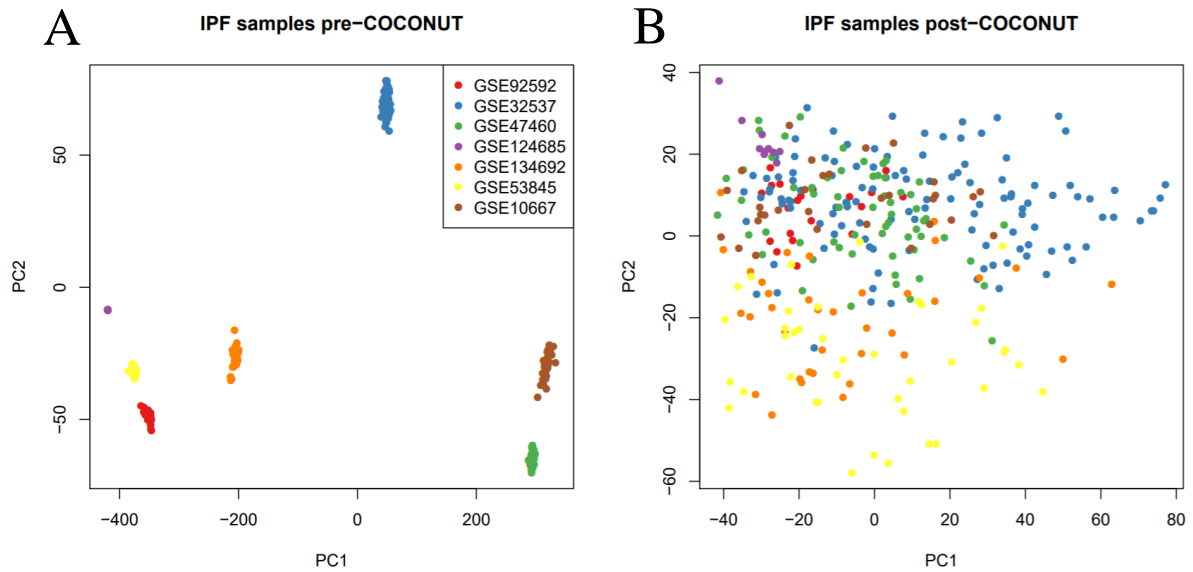 A
IPF samples pre−COCONUT
GSE92592
GSE32537
GSE47460
GSE124685
GSE134692
GSE53845
GSE10667
50
0
−50
PC2
−400
−200
0
200
PC1
B
IPF samples post−COCONUT
40
20
0
−20
−40
−60
PC2
−40
−20
0
20
40
60
80
PC1